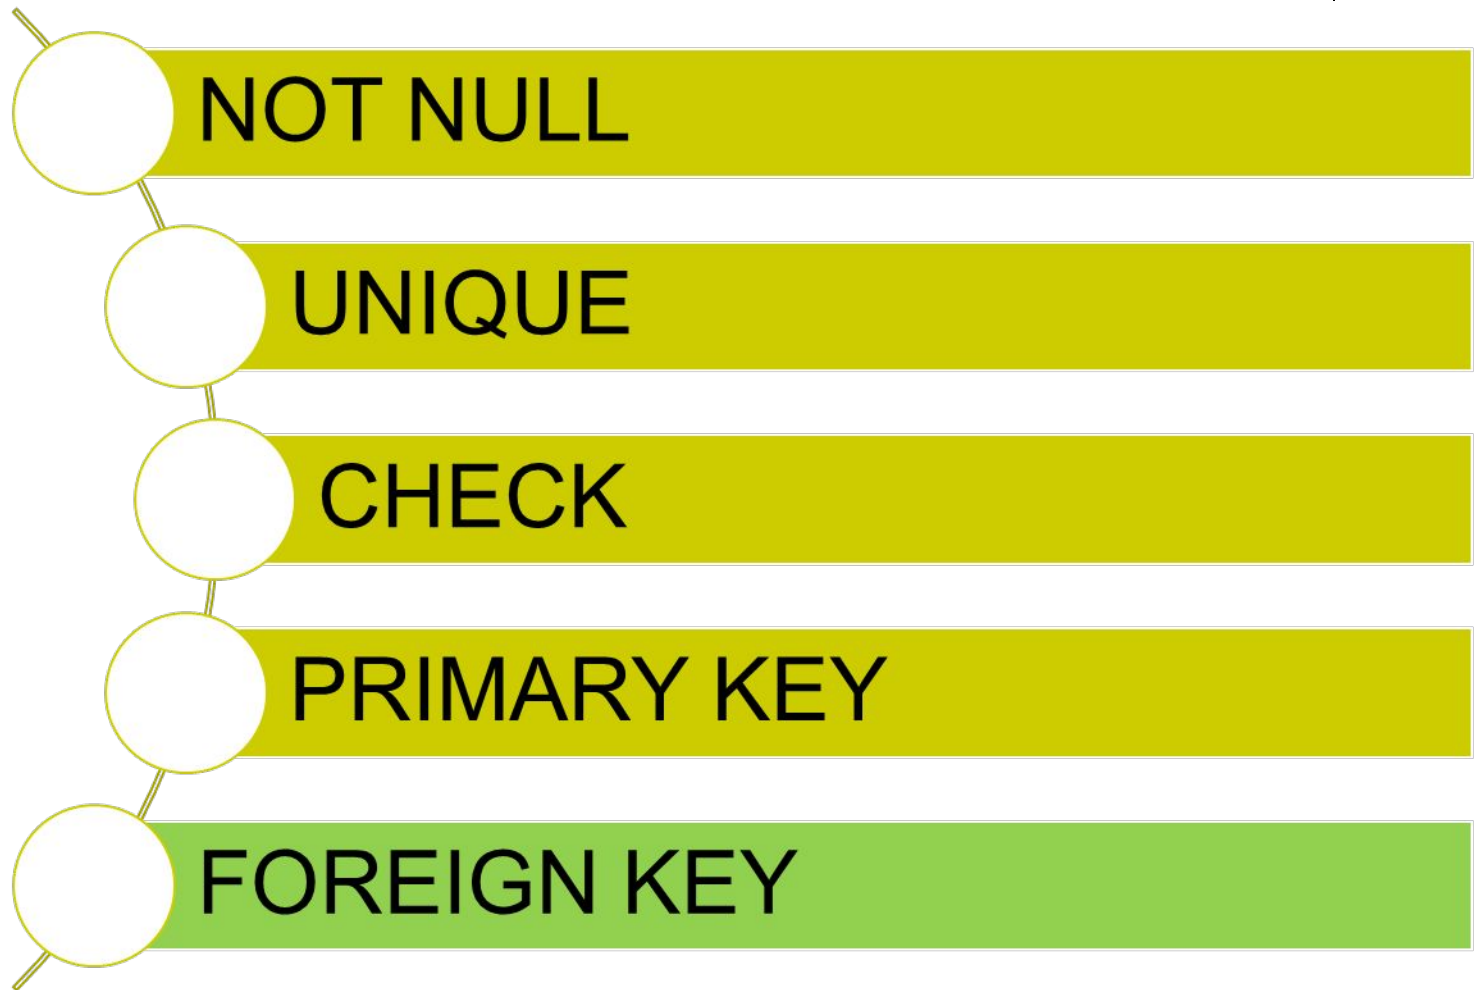 NOT NULL
UNIQUE
CHECK
PRIMARY KEY
FOREIGN KEY